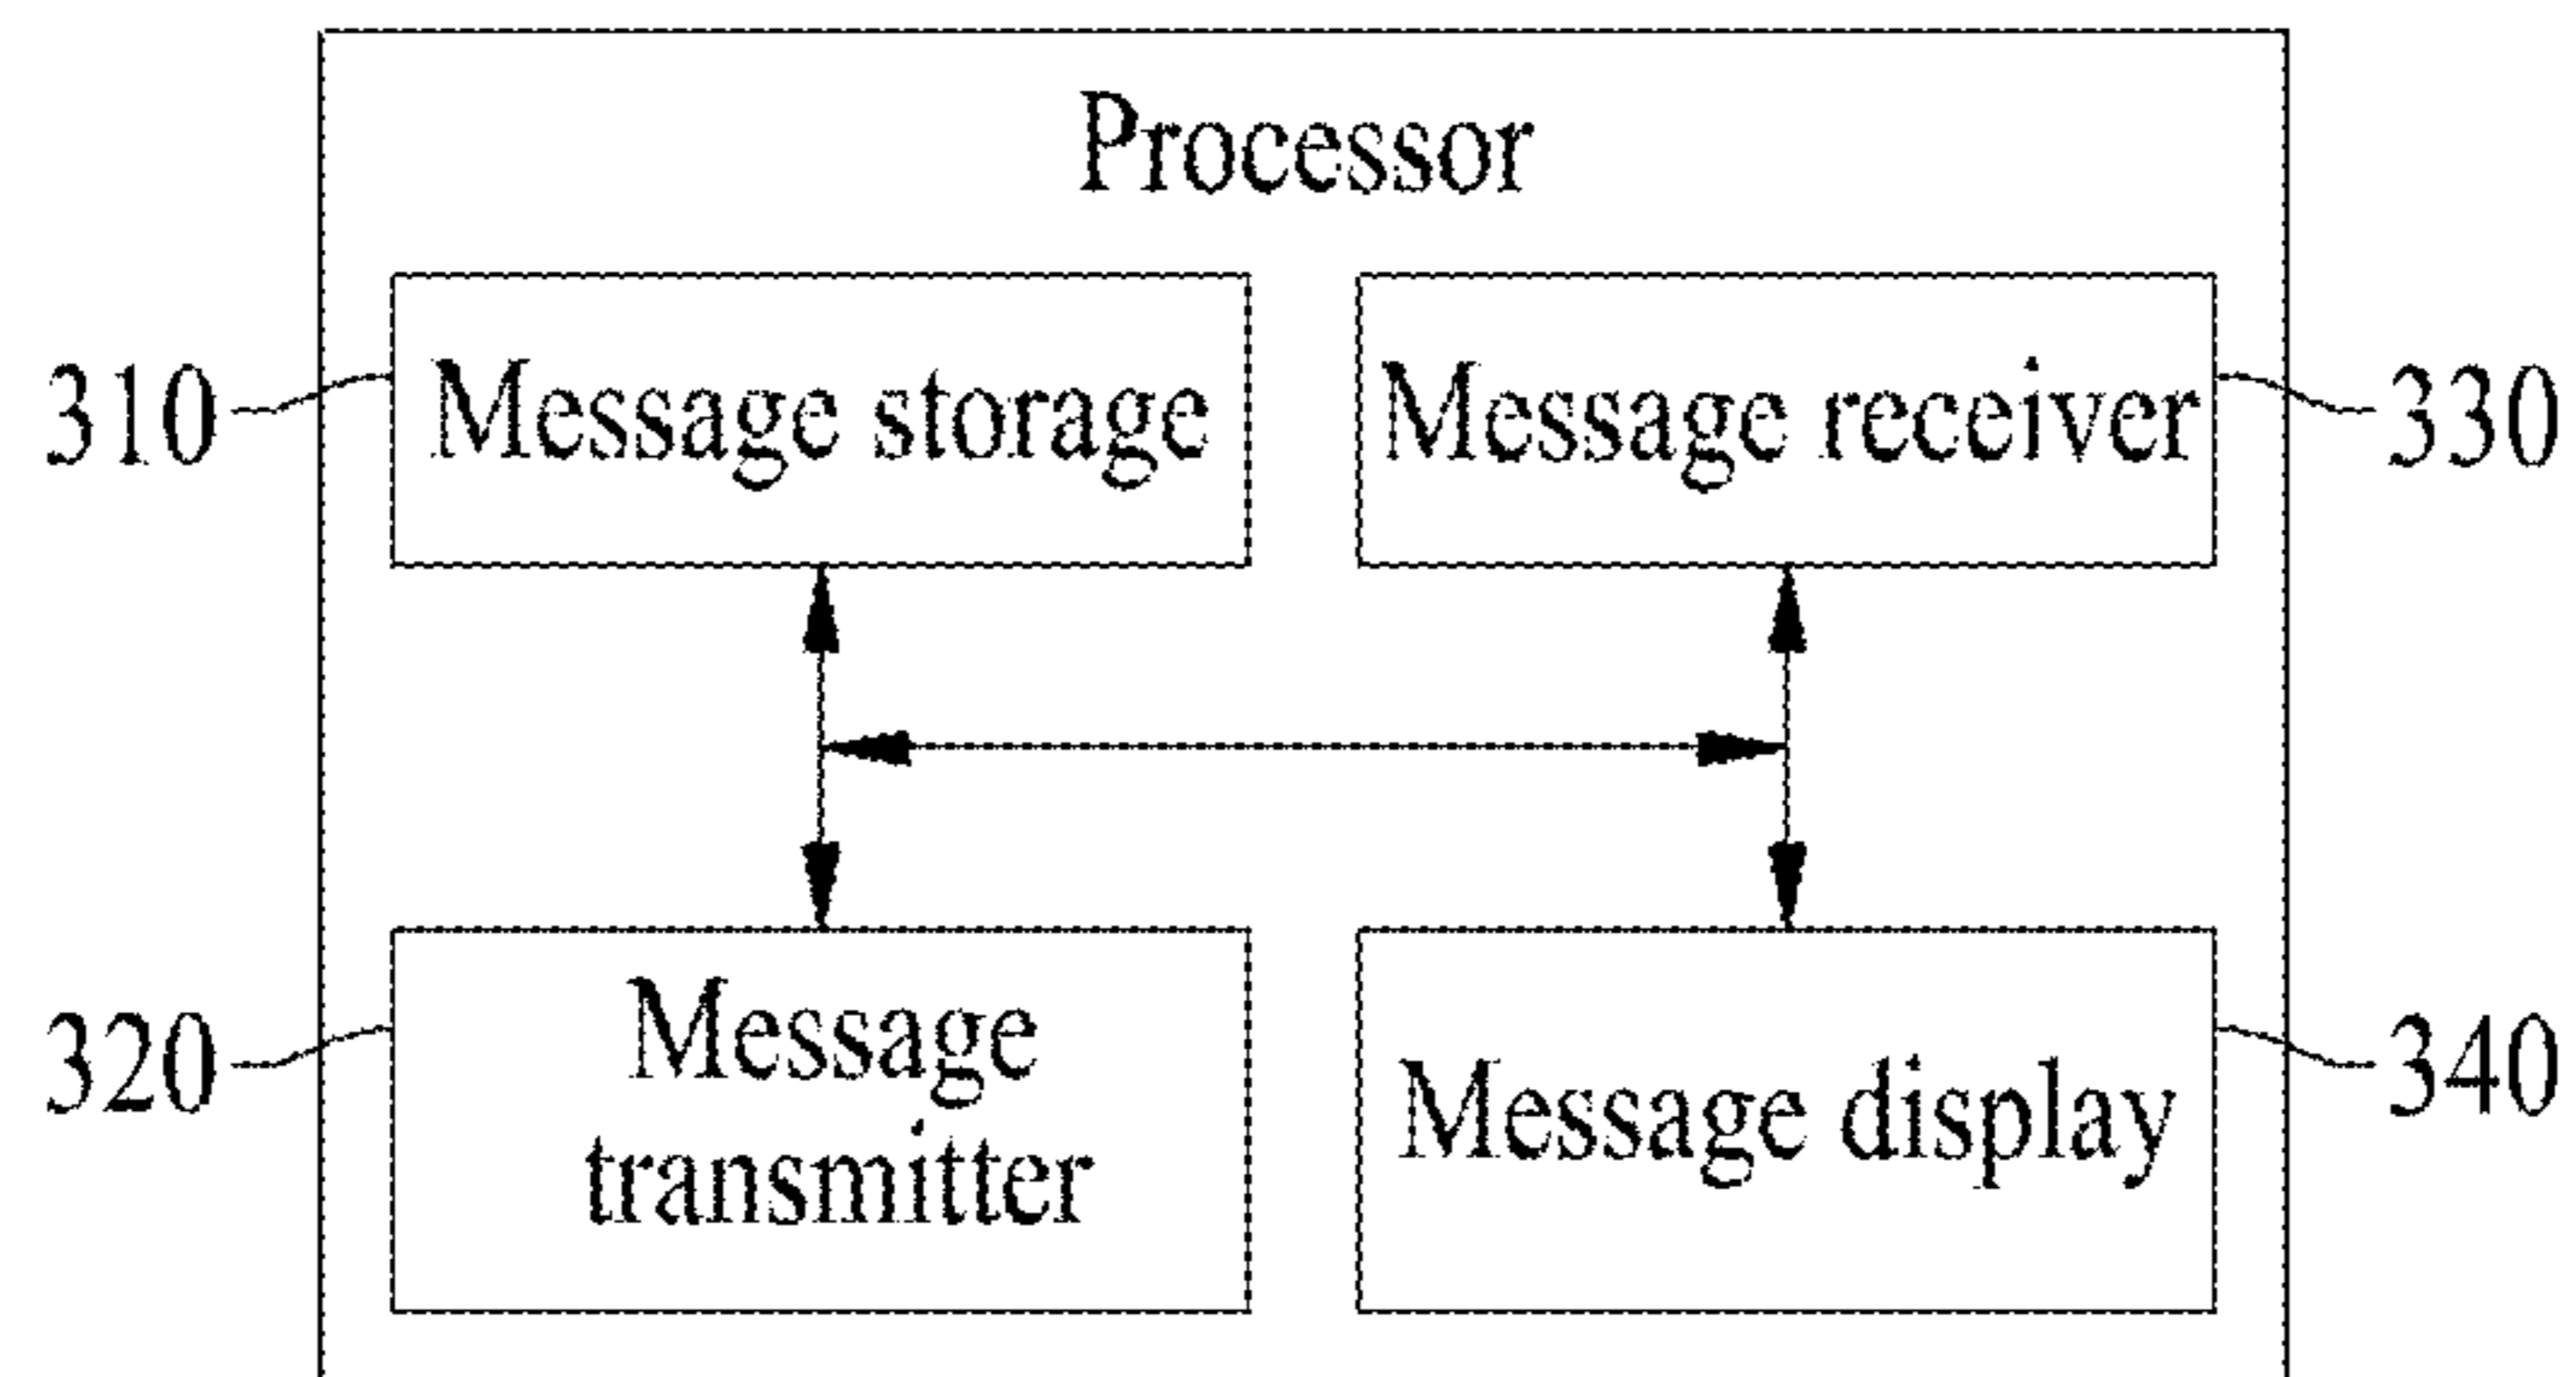 Processor
310
Message storage
Message receiver
330
320
Message
transmitter
Message display
340